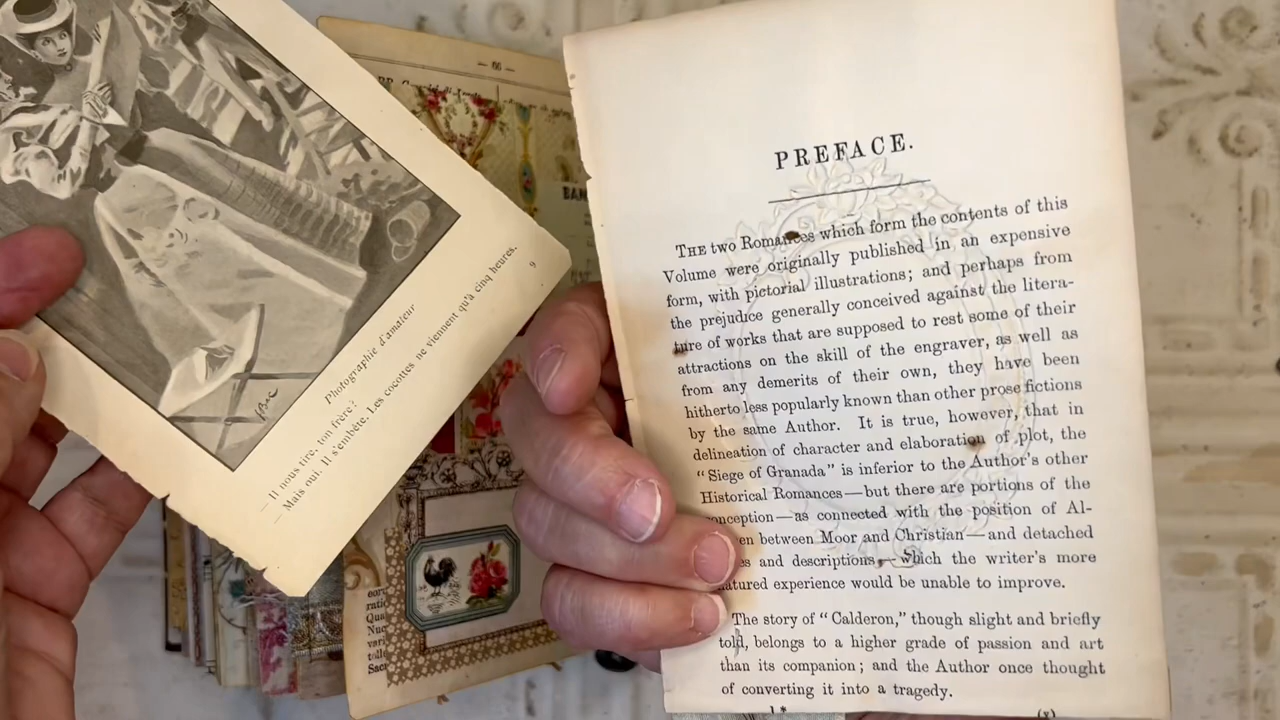 Photographie d'amateur
— Il nous tire, ton frère?
— Mais oui. Il s'embête. Les cocottes ne viennent qu'à cinq heures.
9
— 66 —
BAN
PREFACE.
THE two Romances which form the contents of this
Volume were originally published in an expensive
form, with pictorial illustrations; and perhaps from
the prejudice generally conceived against the litera-
ture of works that are supposed to rest some of their
attractions on the skill of the engraver, as well as
from any demerits of their own, they have been
hitherto less popularly known than other prose fictions
by the same Author. It is true, however, that in
delineation of character and elaboration of plot, the
“Siege of Granada” is inferior to the Author's other
Historical Romances—but there are portions of the
onception—as connected with the position of Al-
en between Moor and Christian—and detached
es and descriptions, which the writer's more
atured experience would be unable to improve.
The story of “Calderon,” though slight and briefly
told, belongs to a higher grade of passion and art
than its companion; and the Author once thought
of converting it into a tragedy.
1*
(v)